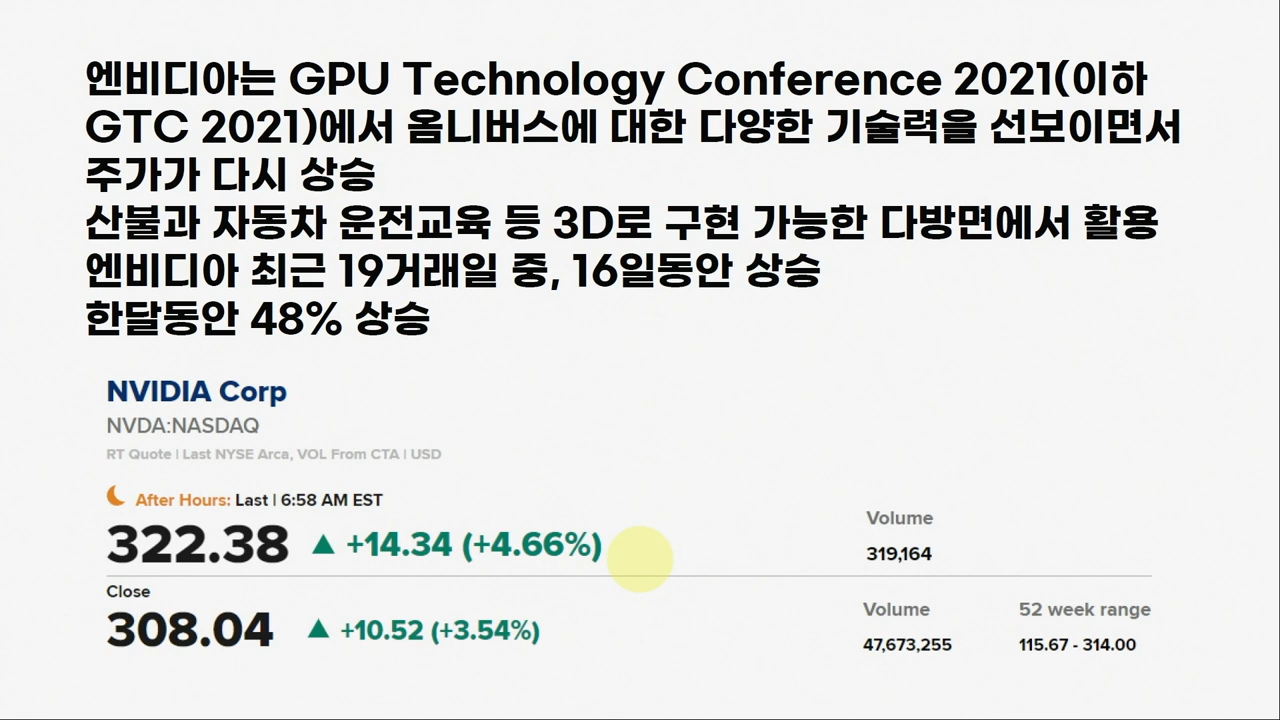 엔비디아는 GPU Technology Conference 2021(이하
GTC 2021)에서 옴니버스에 대한 다양한 기술력을 선보이면서
주가가 다시 상승
산불과 자동차 운전교육 등 3D로 구현 가능한 다방면에서 활용
엔비디아 최근 19거래일 중, 16일동안 상승
한달동안 48% 상승
NVIDIA Corp
NVDA:NASDAQ
RT Quote | Last NYSE Arca, VOL From CTA | USD
After Hours: Last | 6:58 AM EST
322.38 ▲ +14.34 (+4.66%)
Volume
319,164
Close
308.04 ▲ +10.52 (+3.54%)
Volume 52 week range
47,673,255 115.67 - 314.00